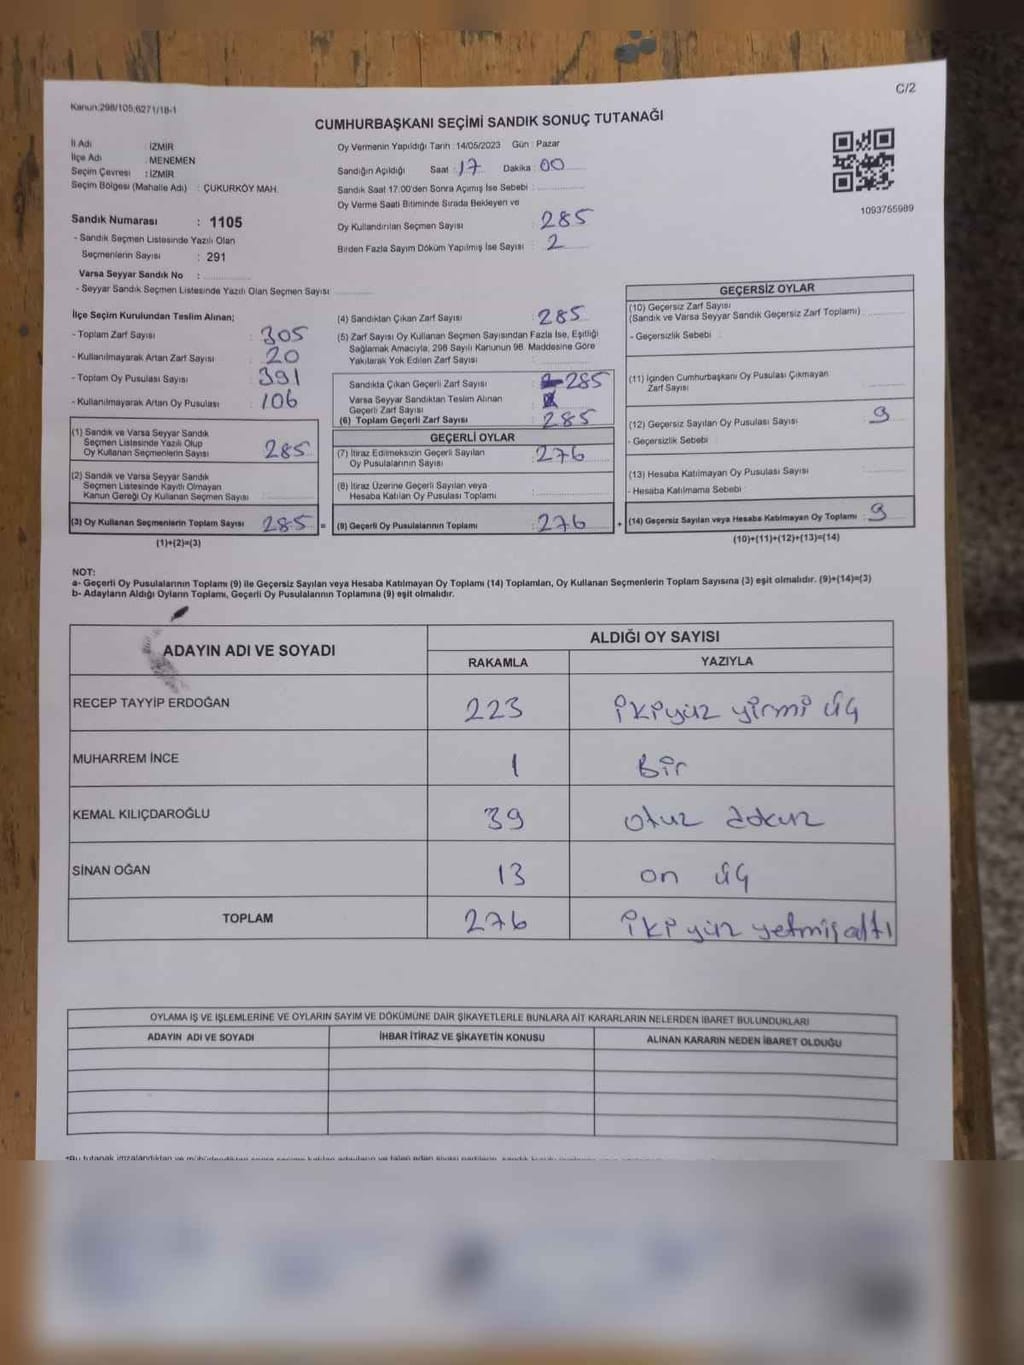 Kanun:298/105,6271/18-1
C/2
CUMHURBAŞKANI SEÇİMİ SANDIK SONUÇ TUTANAĞI
İl Adı : İZMİR
İlçe Adı : MENEMEN
Seçim Çevresi : İZMİR
Seçim Bölgesi (Mahalle Adı) : ÇUKURKÖY MAH.
Sandık Numarası : 1105
- Sandık Seçmen Listesinde Yazılı Olan
Seçmenlerin Sayısı : 291
Varsa Seyyar Sandık No :
- Seyyar Sandık Seçmen Listesinde Yazılı Olan Seçmen Sayısı
Oy Vermenin Yapıldığı Tarih :14/05/2023 Gün : Pazar
Sandığın Açıldığı Saat : 17 Dakika : 00
Sandık Saat 17.00'den Sonra Açımış İse Sebebi :
Oy Verme Saati Bitiminde Sırada Bekleyen ve
Oy Kullandırılan Seçmen Sayısı : 285
Birden Fazla Sayım Döküm Yapılmış İse Sayısı : 2
1093755989
İlçe Seçim Kurulundan Teslim Alınan;
- Toplam Zarf Sayısı : 305
- Kullanılmayarak Artan Zarf Sayısı : 20
- Toplam Oy Pusulası Sayısı : 391
- Kullanılmayarak Artan Oy Pusulası : 106
(1) Sandık ve Varsa Seyyar Sandık
Seçmen Listesinde Yazılı Olup
Oy Kullanan Seçmenlerin Sayısı : 285
(2) Sandık ve Varsa Seyyar Sandık
Seçmen Listesinde Kayıtlı Olmayan
Kanun Gereği Oy Kullanan Seçmen Sayısı
(3) Oy Kullanan Seçmenlerin Toplam Sayısı : 285 =
(1)+(2)=(3)
(4) Sandıktan Çıkan Zarf Sayısı : 285
(5) Zarf Sayısı Oy Kullanan Seçmen Sayısından Fazla İse, Eşitliği
Sağlamak Amacıyla, 298 Sayılı Kanunun 98. Maddesine Göre
Yakılarak Yok Edilen Zarf Sayısı :
Sandıkta Çıkan Geçerli Zarf Sayısı : 285
Varsa Seyyar Sandıktan Teslim Alınan
Geçerli Zarf Sayısı :
(6) Toplam Geçerli Zarf Sayısı : 285
GEÇERLİ OYLAR
(7) İtiraz Edilmeksizin Geçerli Sayılan
Oy Pusulalarının Sayısı : 276
(8) İtiraz Üzerine Geçerli Sayılan veya
Hesaba Katılan Oy Pusulası Toplamı :
(9) Geçerli Oy Pusulalarının Toplamı : 276 +
GEÇERSİZ OYLAR
(10) Geçersiz Zarf Sayısı
(Sandık ve Varsa Seyyar Sandık Geçersiz Zarf Toplamı)
- Geçersizlik Sebebi :
(11) İçinden Cumhurbaşkanı Oy Pusulası Çıkmayan
Zarf Sayısı :
(12) Geçersiz Sayılan Oy Pusulası Sayısı : 9
- Geçersizlik Sebebi :
(13) Hesaba Katılmayan Oy Pusulası Sayısı :
- Hesaba Katılmama Sebebi :
(14) Geçersiz Sayılan veya Hesaba Katılmayan Oy Toplamı : 9
(10)+(11)+(12)+(13)=(14)
NOT:
a- Geçerli Oy Pusulalarının Toplamı (9) ile Geçersiz Sayılan veya Hesaba Katılmayan Oy Toplamı (14) Toplamları, Oy Kullanan Seçmenlerin Toplam Sayısına (3) eşit olmalıdır. (9)+(14)=(3)
b- Adayların Aldığı Oyların Toplamı, Geçerli Oy Pusulalarının Toplamına (9) eşit olmalıdır.
ADAYIN ADI VE SOYADI ALDIĞI OY SAYISI
RAKAMLA YAZIYLA
RECEP TAYYİP ERDOĞAN 223 ikiyüz yirmi üç
MUHARREM İNCE 1 Bir
KEMAL KILIÇDAROĞLU 39 otuz dokuz
SİNAN OĞAN 13 on üç
TOPLAM 276 ikiyüz yetmiş altı
OYLAMA İŞ VE İŞLEMLERİNE VE OYLARIN SAYIM VE DÖKÜMÜNE DAİR ŞİKAYETLERLE BUNLARA AİT KARARLARIN NELERDEN İBARET BULUNDUKLARI
ADAYIN ADI VE SOYADI İHBAR İTİRAZ VE ŞİKAYETİN KONUSU ALINAN KARARIN NEDEN İBARET OLDUĞU